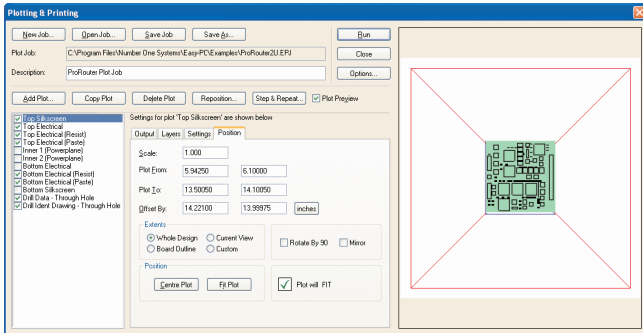 Plotting & Printing
New Job... Open Job... Save Job Save As... Run
Plot Job: C:\Program Files\Number One Systems\Easy-PC\Examples\ProRouter2U.EPJ Close
Description: ProRouter Plot Job Options...
Add Plot... Copy Plot Delete Plot Reposition... Step & Repeat... Plot Preview
Top Silkscreen
Top Electrical
Top Electrical (Resist)
Top Electrical (Paste)
Inner 1 (Powerplane)
Inner 2 (Powerplane)
Bottom Electrical
Bottom Electrical (Resist)
Bottom Electrical (Paste)
Bottom Silkscreen
Drill Data - Through Hole
Drill Ident Drawing - Through Hole
Settings for plot 'Top Silkscreen' are shown below
Output Layers Settings Position
Scale: 1.000
Plot From: 5.94250 6.10000
Plot To: 13.50050 14.10050
Offset By: 14.22100 13.99975 inches
Extents
Whole Design Current View
Board Outline Custom
Rotate By 90 Mirror
Position
Centre Plot Fit Plot
Plot will FIT